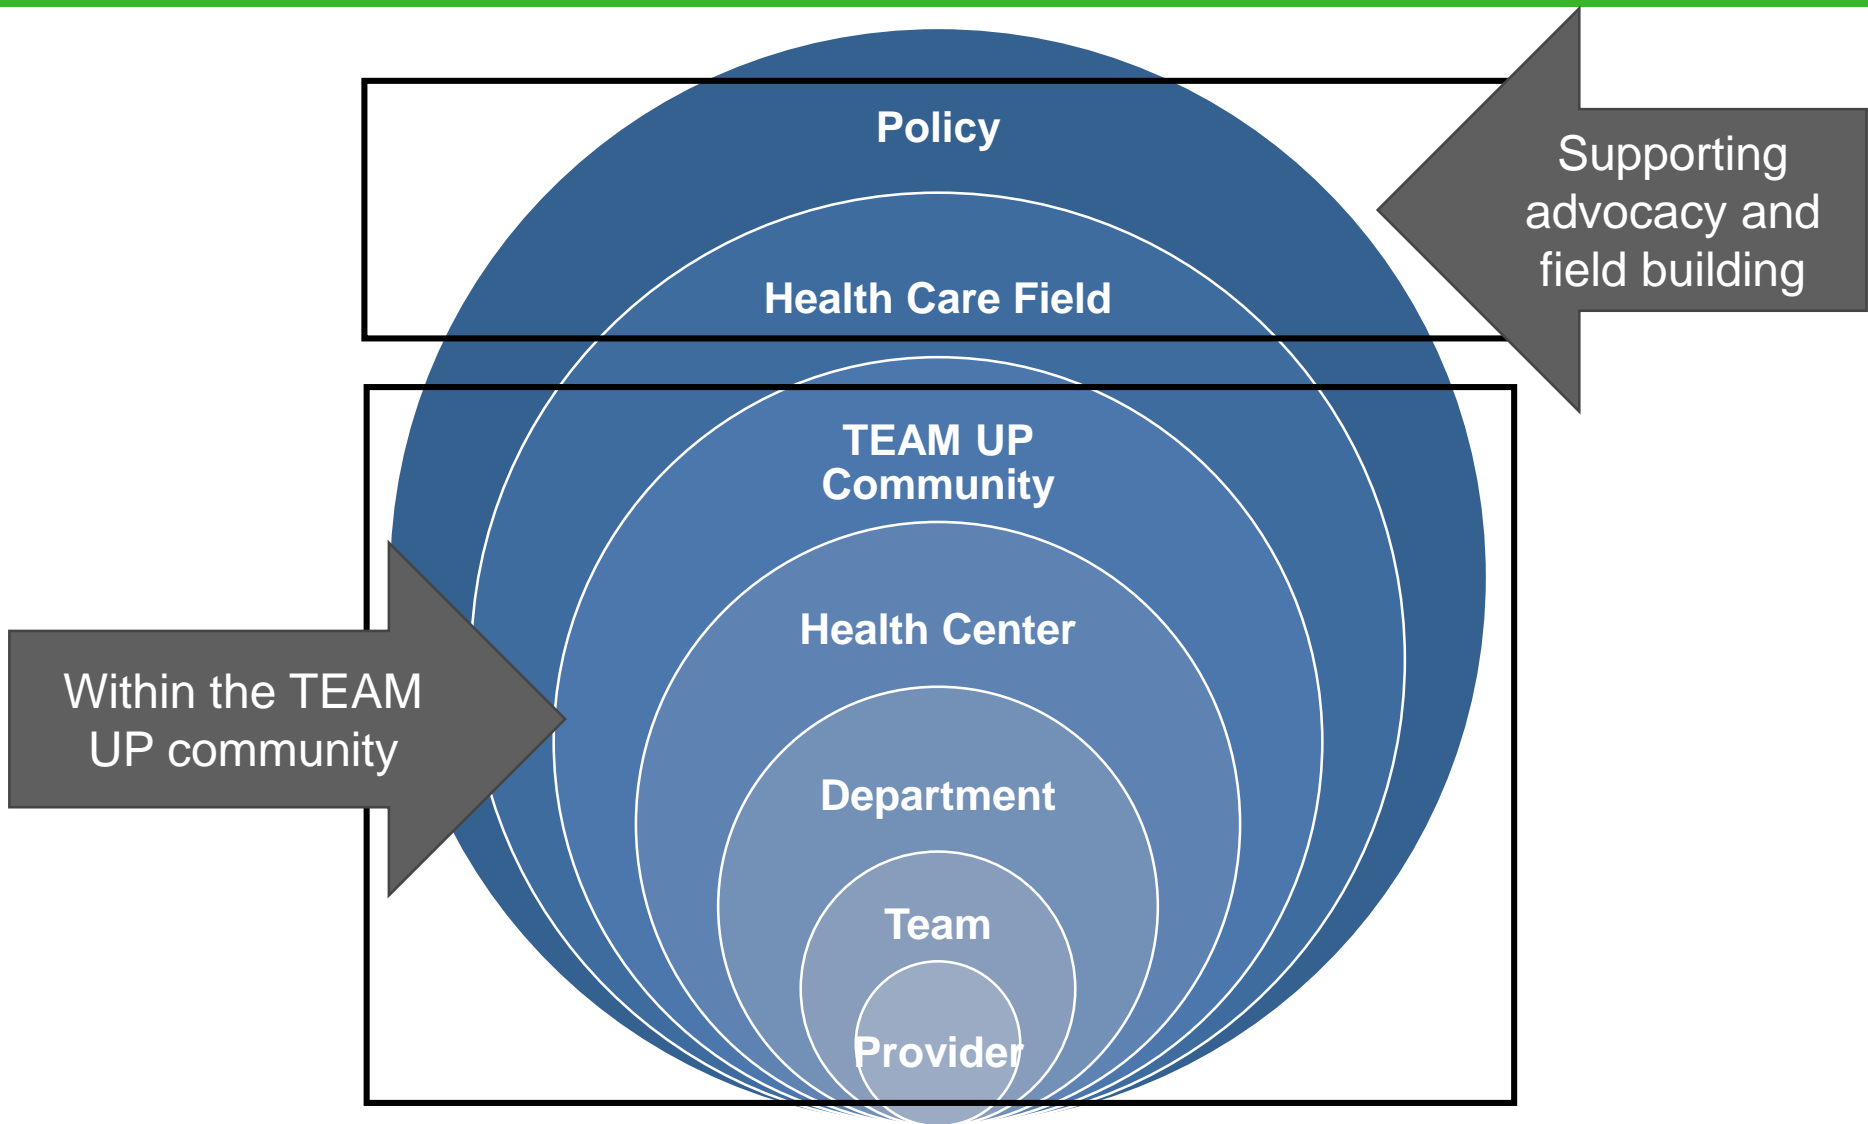 Policy
Supporting
advocacy and
field building
Health Care Field
TEAM UP
Community
Health Center
Within the TEAM
UP community
Department
Team
Provider